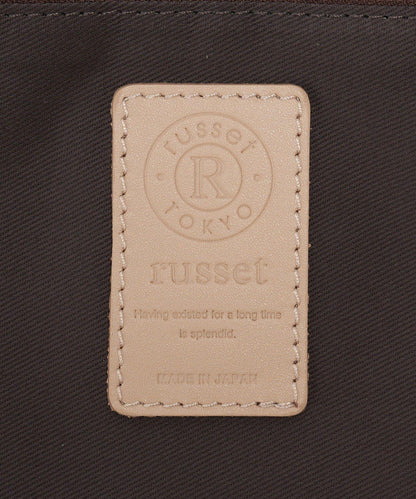 russet
R
TOKYO
russet
Having existed for a long time
is splendid.
MADE IN JAPAN